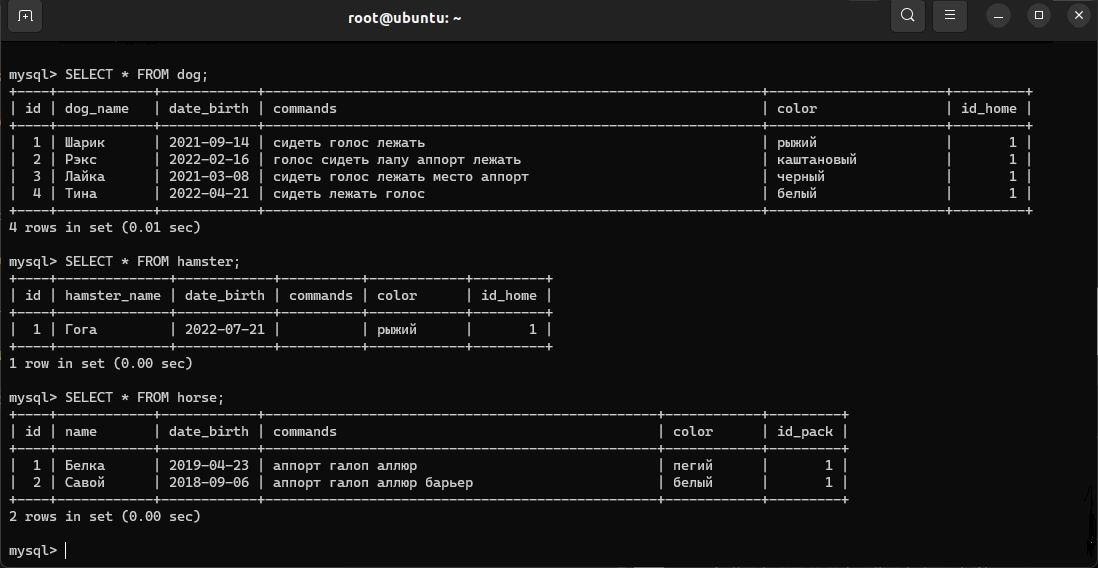 root@ubuntu: ~
mysql> SELECT * FROM dog;
+----+------------+------------+--------------------------------------------------------------+----------------------+---------+
| id | dog_name   | date_birth | commands                                                     | color                | id_home |
+----+------------+------------+--------------------------------------------------------------+----------------------+---------+
|  1 | Шарик      | 2021-09-14 | сидеть голос лежать                                          | рыжий                |       1 |
|  2 | Рэкс       | 2022-02-16 | голос сидеть лапу аппорт лежать                              | каштановый           |       1 |
|  3 | Лайка      | 2021-03-08 | сидеть голос лежать место аппорт                             | черный               |       1 |
|  4 | Тина       | 2022-04-21 | сидеть лежать голос                                          | белый                |       1 |
+----+------------+------------+--------------------------------------------------------------+----------------------+---------+
4 rows in set (0.01 sec)
mysql> SELECT * FROM hamster;
+----+--------------+------------+----------+------------+---------+
| id | hamster_name | date_birth | commands | color      | id_home |
+----+--------------+------------+----------+------------+---------+
|  1 | Гога         | 2022-07-21 |          | рыжий      |       1 |
+----+--------------+------------+----------+------------+---------+
1 row in set (0.00 sec)
mysql> SELECT * FROM horse;
+----+------------+------------+-------------------------------------------------+------------+---------+
| id | name       | date_birth | commands                                        | color      | id_pack |
+----+------------+------------+-------------------------------------------------+------------+---------+
|  1 | Белка      | 2019-04-23 | аппорт галоп аллюр                              | пегий      |       1 |
|  2 | Савой      | 2018-09-06 | аппорт галоп аллюр барьер                       | белый      |       1 |
+----+------------+------------+-------------------------------------------------+------------+---------+
2 rows in set (0.00 sec)
mysql>